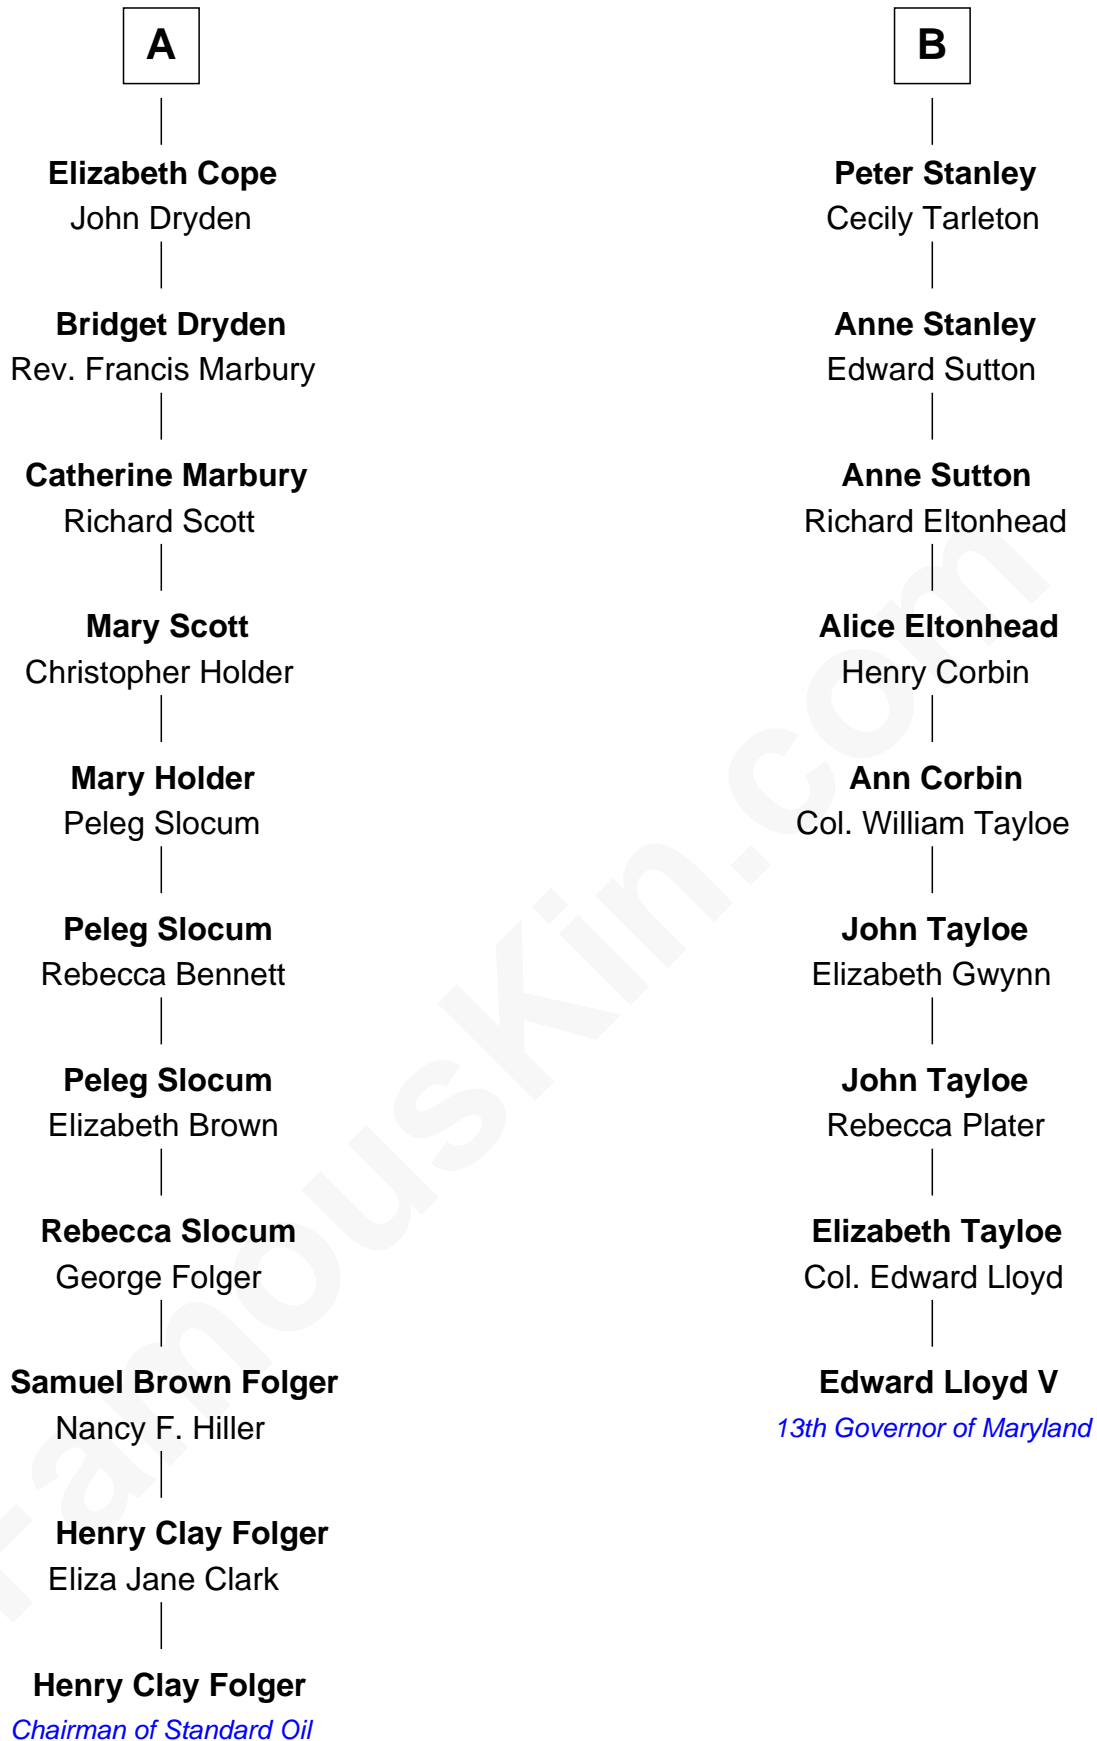 A
Elizabeth Cope
John Dryden
Bridget Dryden
Rev. Francis Marbury
Catherine Marbury
Richard Scott
Mary Scott
Christopher Holder
Mary Holder
Peleg Slocum
Peleg Slocum
Rebecca Bennett
Peleg Slocum
Elizabeth Brown
Rebecca Slocum
George Folger
Samuel Brown Folger
Nancy F. Hiller
Henry Clay Folger
Eliza Jane Clark
Henry Clay Folger
Chairman of Standard Oil
B
Peter Stanley
Cecily Tarleton
Anne Stanley
Edward Sutton
Anne Sutton
Richard Eltonhead
Alice Eltonhead
Henry Corbin
Ann Corbin
Col. William Tayloe
John Tayloe
Elizabeth Gwynn
John Tayloe
Rebecca Plater
Elizabeth Tayloe
Col. Edward Lloyd
Edward Lloyd V
13th Governor of Maryland
FamousKin.com